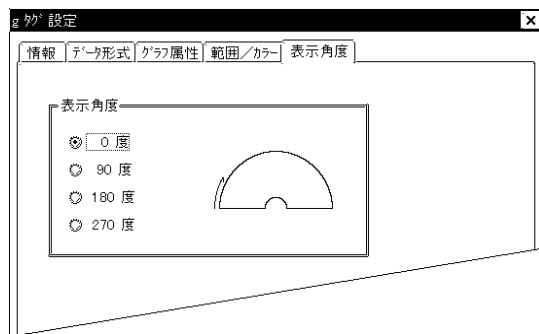 g ﾀｸﾞ 設定
情報 ﾃﾞｰﾀ形式 ｸﾞﾗﾌ属性 範囲／ｶﾗｰ 表示角度
表示角度
0 度
90 度
180 度
270 度